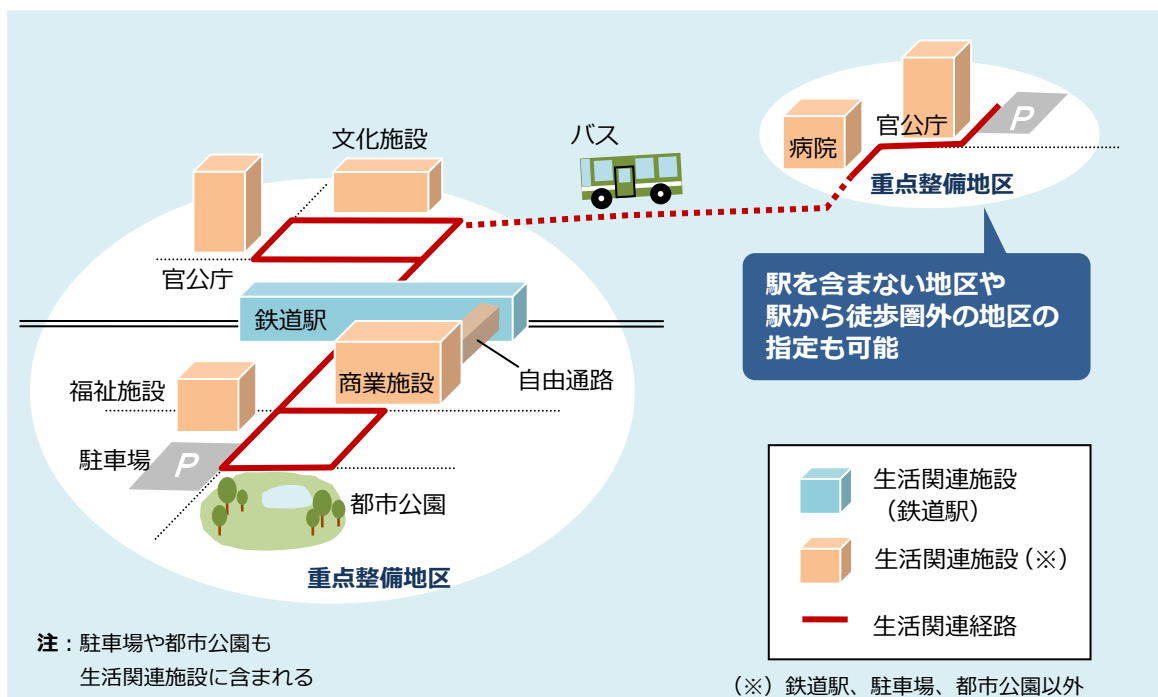 文化施設
バス
官公庁
P
病院
重点整備地区
官公庁
駅を含まない地区や
駅から徒歩圏外の地区の
指定も可能
鉄道駅
商業施設
自由通路
福祉施設
駐車場
P
都市公園
重点整備地区
生活関連施設
（鉄道駅）
生活関連施設（※）
生活関連経路
注：駐車場や都市公園も
生活関連施設に含まれる
（※）鉄道駅、駐車場、都市公園以外